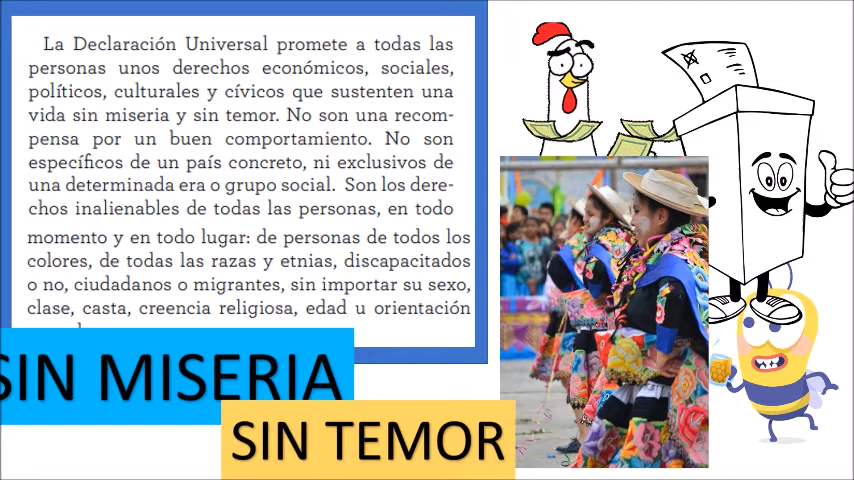 La Declaración Universal promete a todas las
personas unos derechos económicos, sociales,
políticos, culturales y cívicos que sustenten una
vida sin miseria y sin temor. No son una recom-
pensa por un buen comportamiento. No son
específicos de un país concreto, ni exclusivos de
una determinada era o grupo social. Son los dere-
chos inalienables de todas las personas, en todo
momento y en todo lugar: de personas de todos los
colores, de todas las razas y etnias, discapacitados
o no, ciudadanos o migrantes, sin importar su sexo,
clase, casta, creencia religiosa, edad u orientación
SIN MISERIA
SIN TEMOR